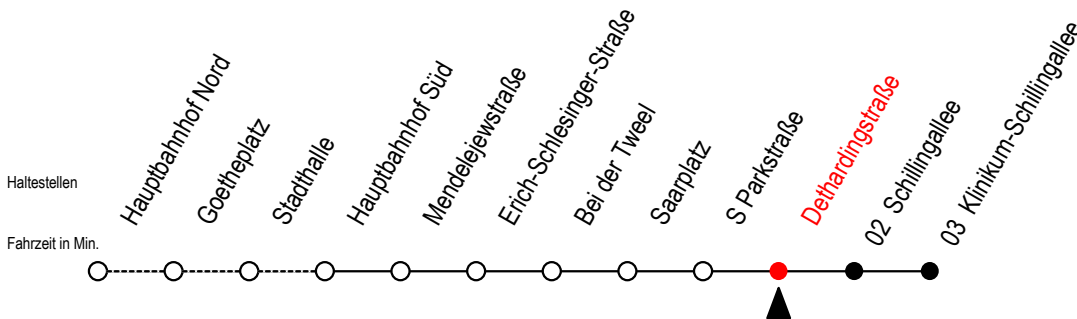 Haltestellen
Hauptbahnhof Nord
Goetheplatz
Stadthalle
Hauptbahnhof Süd
Mendelejewstraße
Erich-Schlesinger-Straße
Bei der Tweel
Saarplatz
S Parkstraße
Dethardingstraße
02 Schillingallee
03 Klinikum-Schillingallee
Fahrzeit in Min.